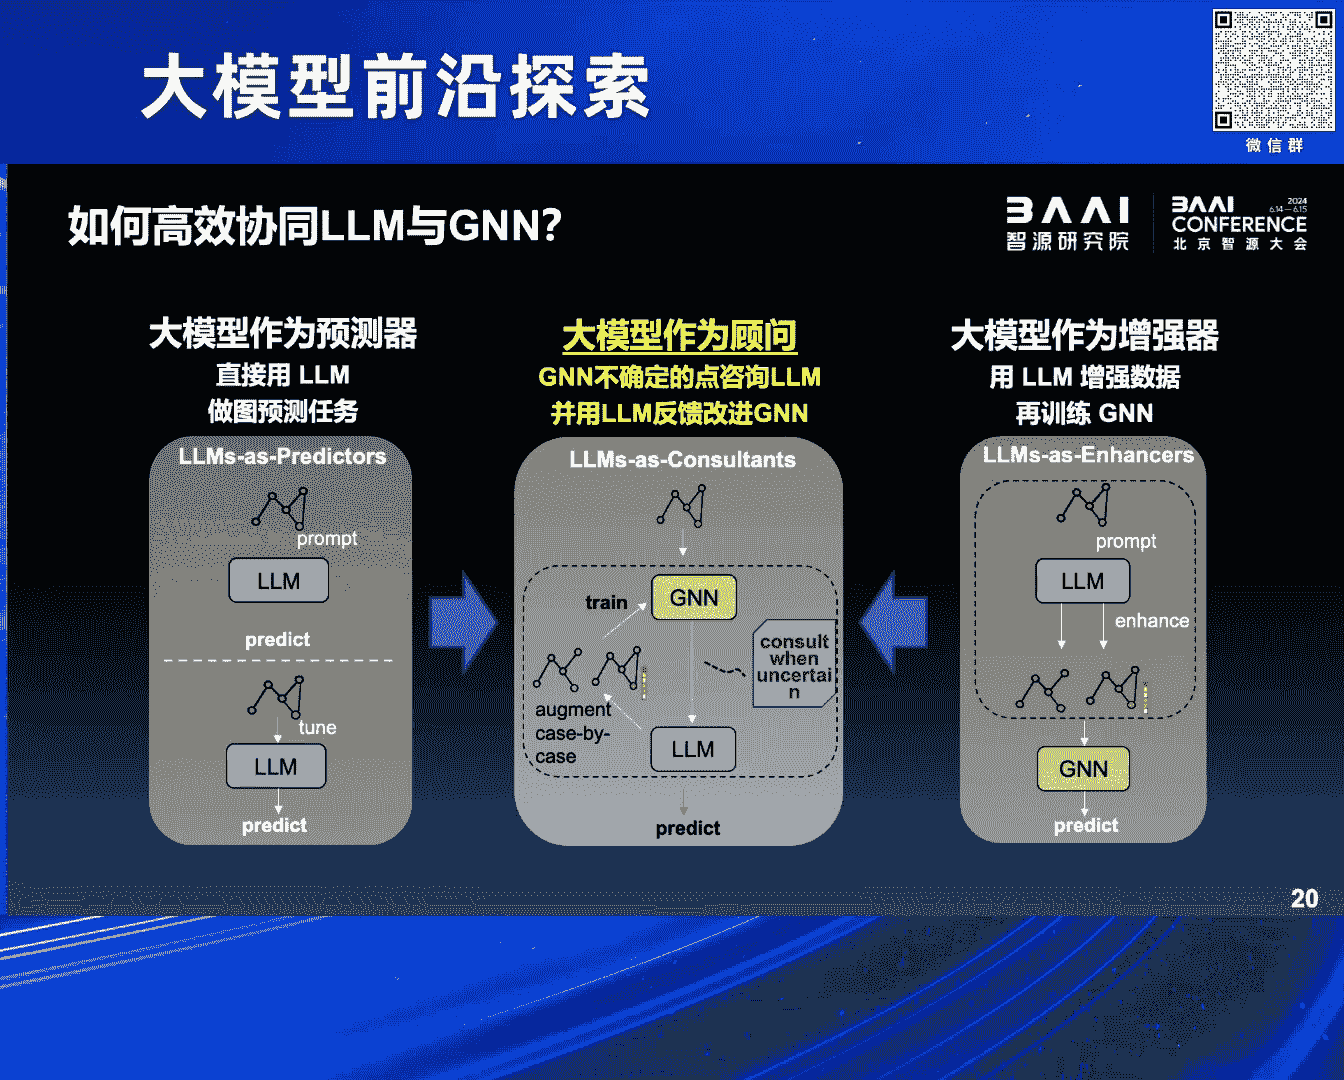 大模型前沿探索
微信群
如何高效协同LLM与GNN?
BAAI
智源研究院
BAAI 2024
6.14—6.15
CONFERENCE
北京智源大会
大模型作为预测器
直接用 LLM
做图预测任务
LLMs-as-Predictors
prompt
LLM
predict
tune
LLM
predict
大模型作为顾问
GNN不确定的点咨询LLM
并用LLM反馈改进GNN
LLMs-as-Consultants
GNN
train
consult
when
uncertai
n
augment
case-by-
case
LLM
predict
大模型作为增强器
用 LLM 增强数据
再训练 GNN
LLMs-as-Enhancers
prompt
LLM
enhance
GNN
predict
20